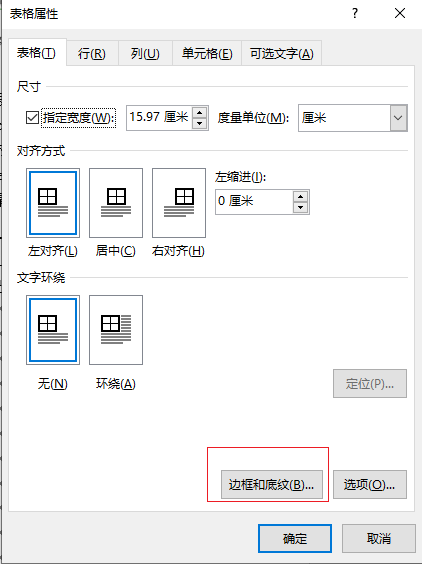 表格属性
表格(T) 行(R) 列(U) 单元格(E) 可选文字(A)
尺寸
指定宽度(W): 15.97 厘米 度量单位(M): 厘米
对齐方式
左缩进(I):
0 厘米
左对齐(L) 居中(C) 右对齐(H)
文字环绕
无(N) 环绕(A)
定位(P)...
边框和底纹(B)... 选项(O)...
确定 取消